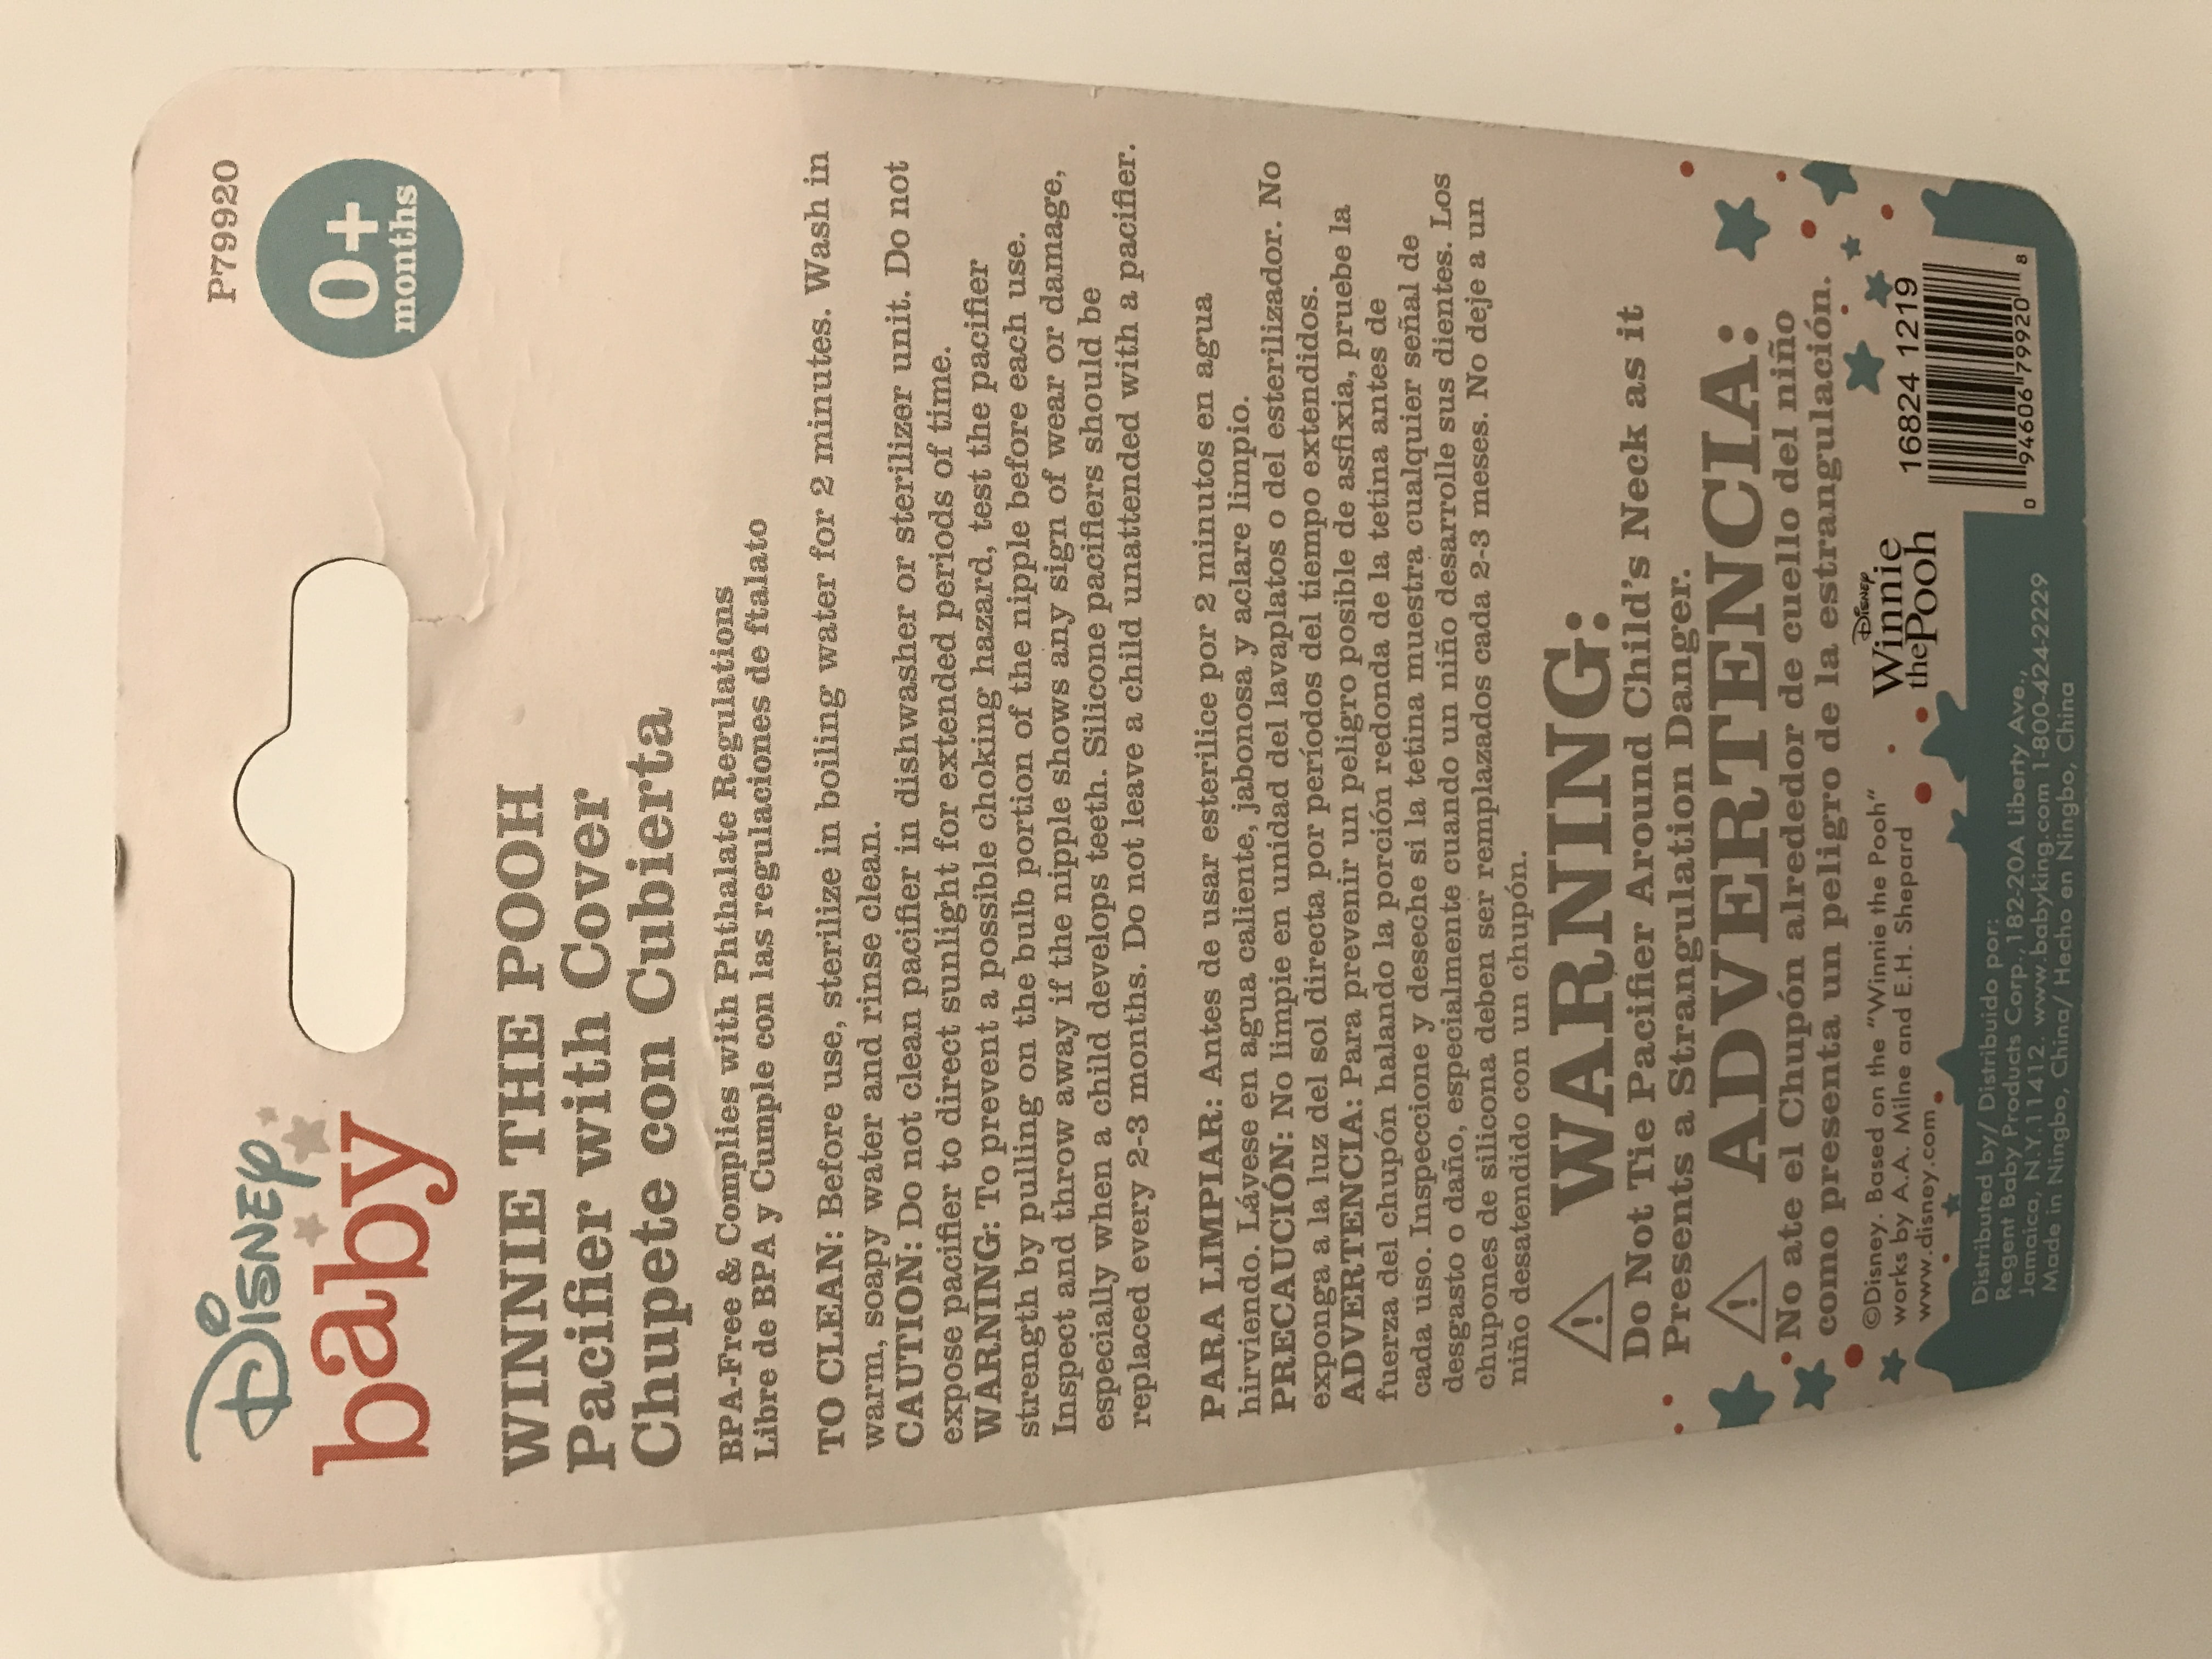 P79920
Disney
baby
0+
months
WINNIE THE POOH
Pacifier with Cover
Chupete con Cubierta
BPA-Free & Complies with Phthalate Regulations
Libre de BPA y Cumple con las regulaciones de ftalato
TO CLEAN: Before use, sterilize in boiling water for 2 minutes. Wash in
warm, soapy water and rinse clean.
CAUTION: Do not clean pacifier in dishwasher or sterilizer unit. Do not
expose pacifier to direct sunlight for extended periods of time.
WARNING: To prevent a possible choking hazard, test the pacifier
strength by pulling on the bulb portion of the nipple before each use.
Inspect and throw away if the nipple shows any sign of wear or damage,
especially when a child develops teeth. Silicone pacifiers should be
replaced every 2-3 months. Do not leave a child unattended with a pacifier.
PARA LIMPIAR: Antes de usar esterilice por 2 minutos en agua
hirviendo. Lávese en agua caliente, jabonosa y aclare limpio.
PRECAUCIÓN: No limpie en unidad del lavaplatos o del esterilizador. No
exponga a la luz del sol directa por períodos del tiempo extendidos.
ADVERTENCIA: Para prevenir un peligro posible de asfixia, pruebe la
fuerza del chupón halando la porción redonda de la tetina antes de
cada uso. Inspeccione y deseche si la tetina muestra cualquier señal de
desgasto o daño, especialmente cuando un niño desarrolle sus dientes. Los
chupones de silicona deben ser remplazados cada 2-3 meses. No deje a un
niño desatendido con un chupón.
WARNING:
Do Not Tie Pacifier Around Child's Neck as it
Presents a Strangulation Danger.
ADVERTENCIA:
No ate el Chupón alrededor de cuello del niño
como presenta un peligro de la estrangulación.
©Disney. Based on the "Winnie the Pooh"
works by A.A. Milne and E.H. Shepard
www.disney.com
Disney
Winnie
the Pooh
16824 1219
0 94606 79920 8
Distributed by/ Distribuido por:
Regent Baby Products Corp.,182-20A Liberty Ave.,
Jamaica, N.Y.11412. www.babyking.com 1-800-424-2229
Made in Ningbo, China/ Hecho en Ningbo, China